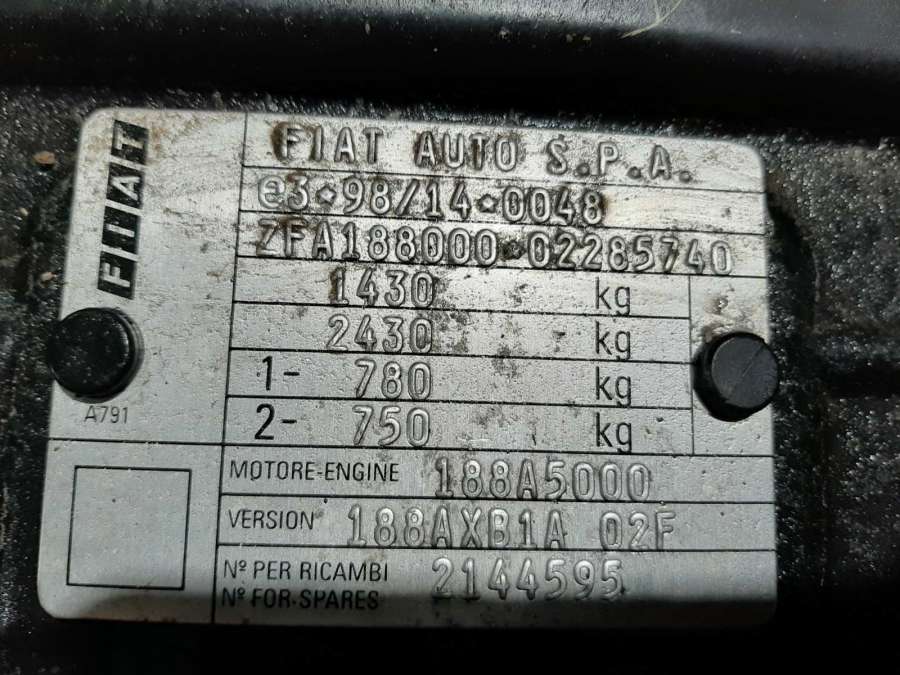 FIAT
FIAT AUTO S.P.A.
e3*98/14*0048
ZFA188000*02285740
1430 kg
2430 kg
1- 780 kg
2- 750 kg
A791
MOTORE-ENGINE 188A5000
VERSION 188AXB1A 02F
Nº PER RICAMBI 2144595
Nº FOR SPARES